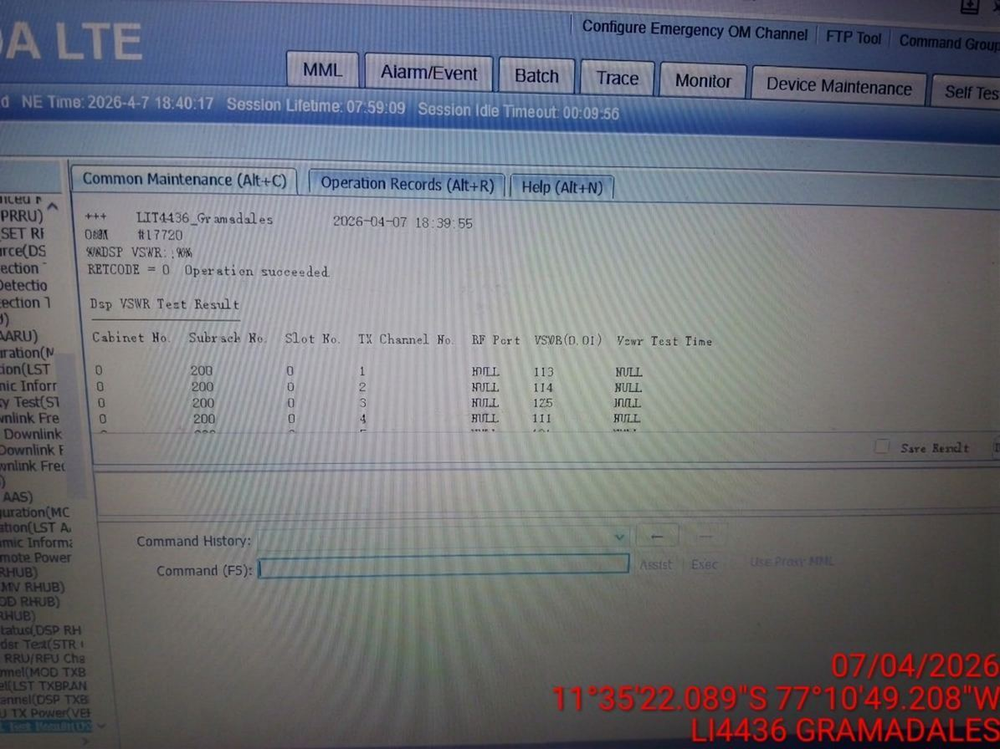 A LTE
Configure Emergency OM Channel FTP Tool Command Group
MML Alarm/Event Batch Trace Monitor Device Maintenance Self Tes
d NE Time: 2026-4-7 18:40:17 Session Lifetime: 07:59:09 Session Idle Timeout: 00:09:56
Common Maintenance (Alt+C) Operation Records (Alt+R) Help (Alt+N)
+++ LIT4436_Gramadales 2026-04-07 18:39:55
O&M #17720
%%DSP VSWR:;%%
RETCODE = 0 Operation succeeded
Dsp VSWR Test Result
Cabinet No. Subrack No. Slot No. TX Channel No. RF Port VSWR(0.01) Vswr Test Time
0 200 0 1 NULL 113 NULL
0 200 0 2 NULL 114 NULL
0 200 0 3 NULL 125 NULL
0 200 0 4 NULL 111 NULL
Save Result
Command History:
Command (F5): Assist Exec Use Proxy MML
PRRU)
SET RF
rce(DS
ection
Detectio
ection T
AARU)
uration(M
tion(LST
mic Inforr
ty Test(ST
wnlink Fre
Downlink
Downlink F
wnlink Free
AAS)
guration(MC
ation(LST A
amic Informa
mote Power
RHUB)
MV RHUB)
OD RHUB)
RHUB)
tatus(DSP RH
der Test(STR
RRU/RFU Cha
nnel(MOD TXB
el(LST TXBRAN
annel(DSP TXB
U TX Power(VEF
07/04/2026
11°35'22.089"S 77°10'49.208"W
LI4436 GRAMADALES